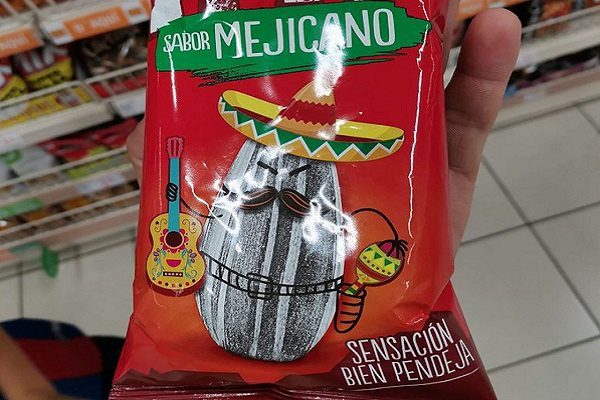 SABOR MEJICANO
SENSACIÓN
BIEN PENDEJA